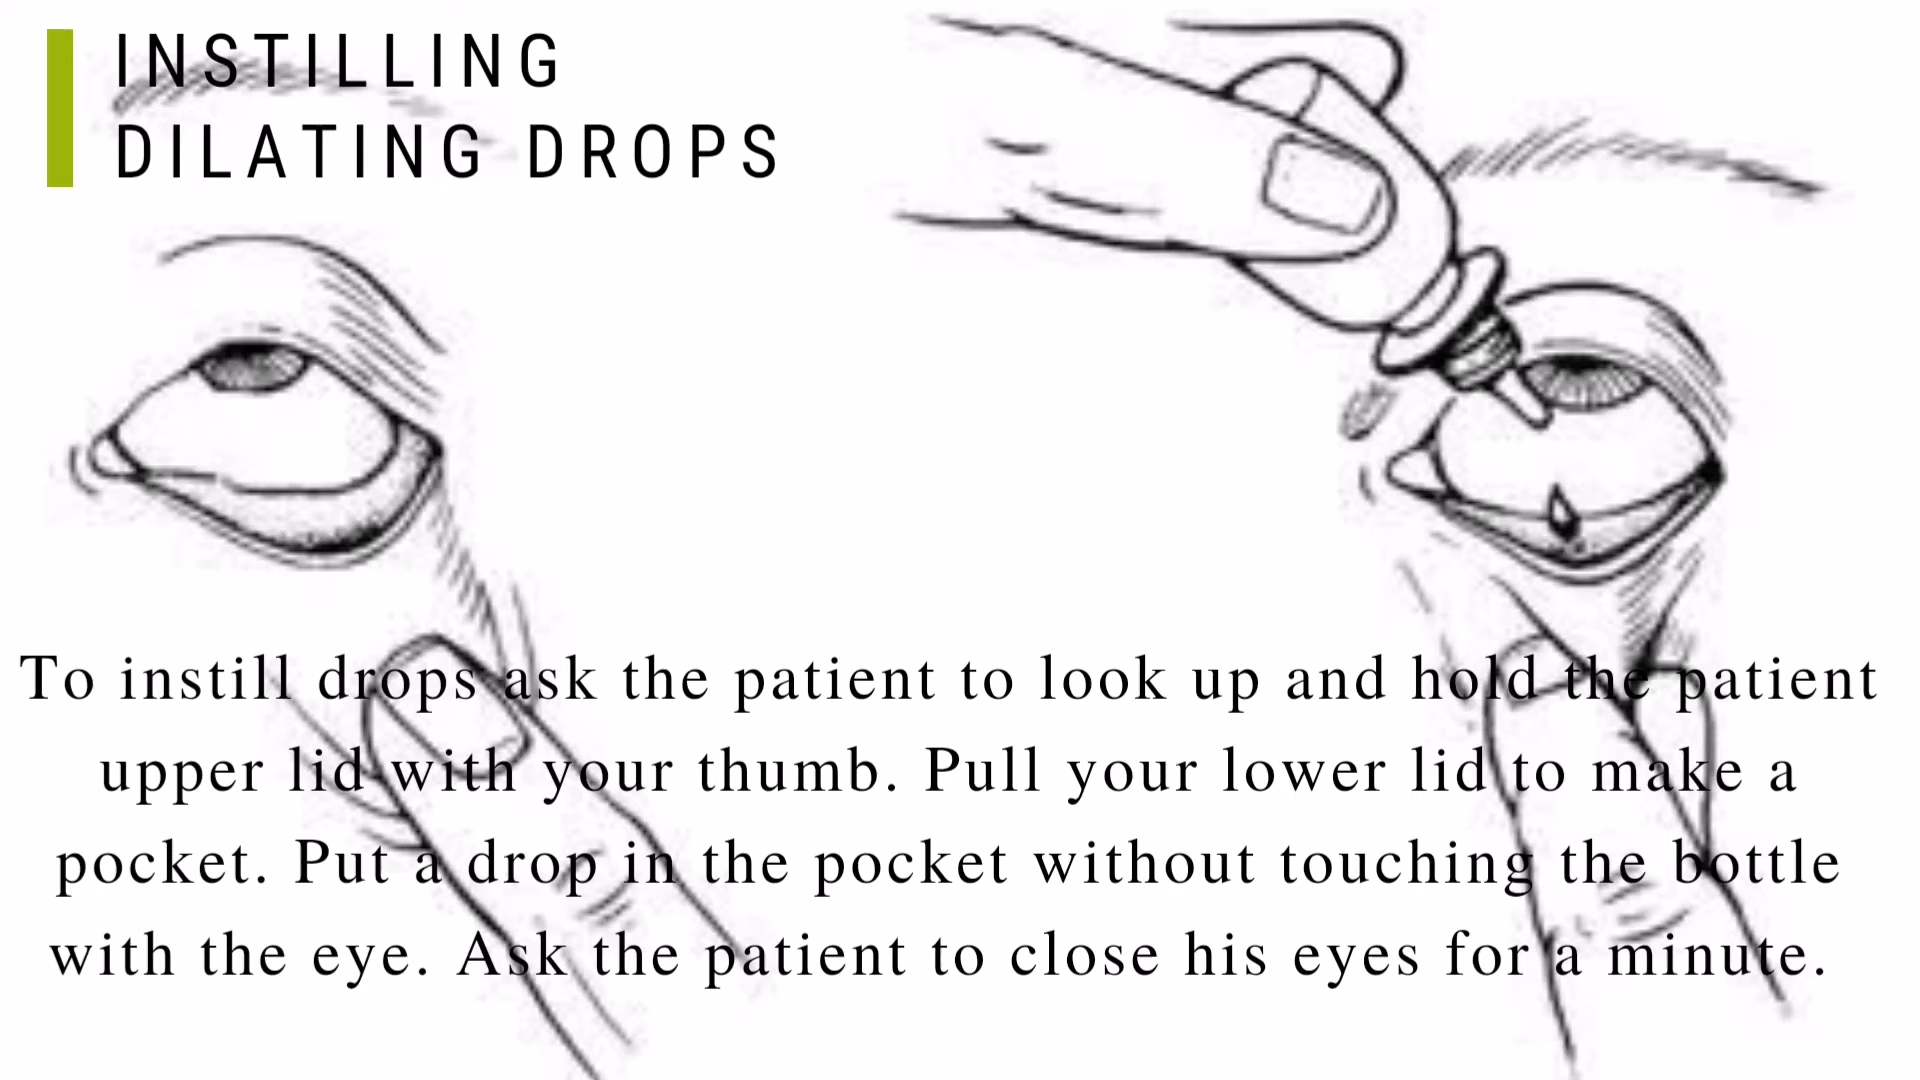 INSTILLING
DILATING DROPS
To instill drops ask the patient to look up and hold the patient
upper lid with your thumb. Pull your lower lid to make a
pocket. Put a drop in the pocket without touching the bottle
with the eye. Ask the patient to close his eyes for a minute.